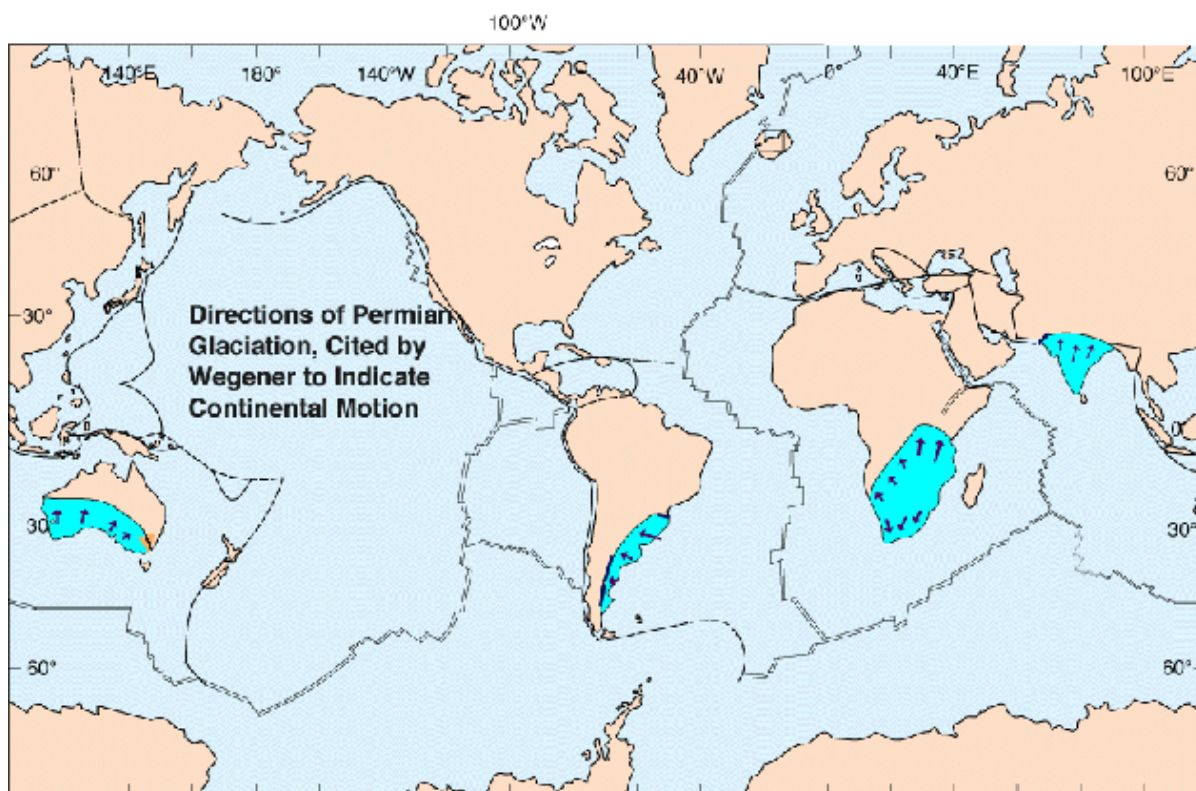 100°W
140°E 180° 140°W 40°W 0° 40°E 100°E
60° 60°
30°
Directions of Permian
Glaciation, Cited by
Wegener to Indicate
Continental Motion
0
30° 30°
60° 60°